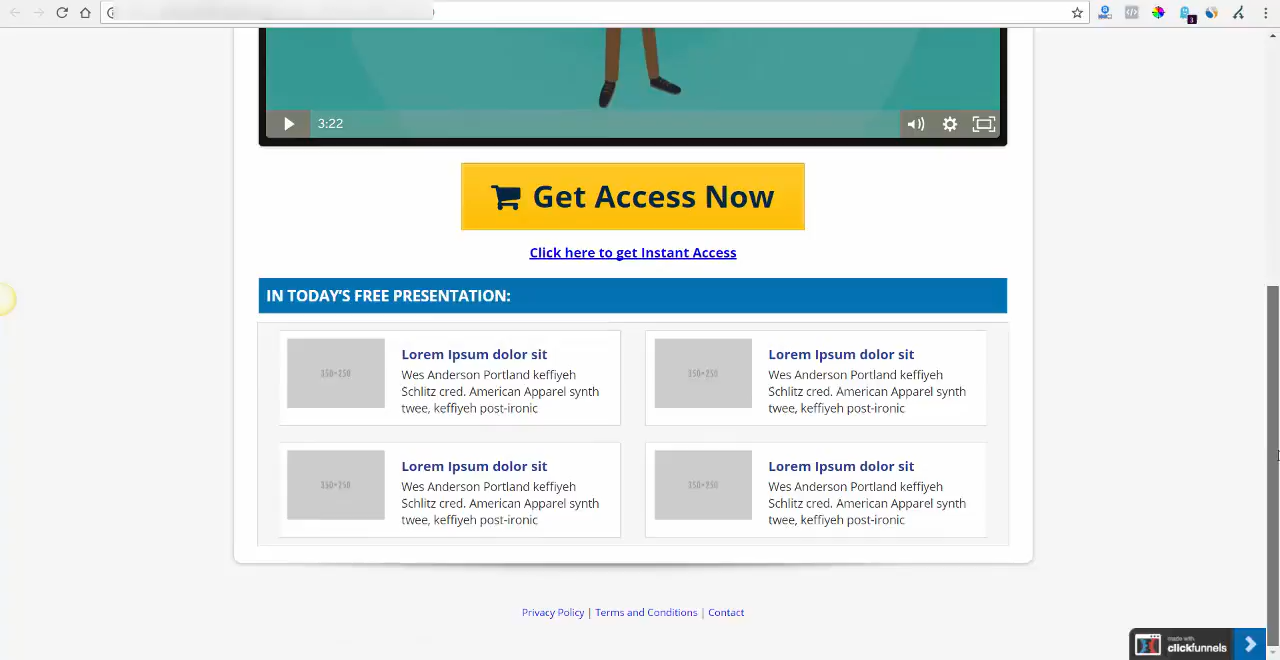 3:22
Get Access Now
Click here to get Instant Access
IN TODAY'S FREE PRESENTATION:
Lorem Ipsum dolor sit
Wes Anderson Portland keffiyeh
Schlitz cred. American Apparel synth
twee, keffiyeh post-ironic
350×250
Lorem Ipsum dolor sit
Wes Anderson Portland keffiyeh
Schlitz cred. American Apparel synth
twee, keffiyeh post-ironic
350×250
Lorem Ipsum dolor sit
Wes Anderson Portland keffiyeh
Schlitz cred. American Apparel synth
twee, keffiyeh post-ironic
350×250
Lorem Ipsum dolor sit
Wes Anderson Portland keffiyeh
Schlitz cred. American Apparel synth
twee, keffiyeh post-ironic
350×250
Privacy Policy | Terms and Conditions | Contact
made with
clickfunnels
3